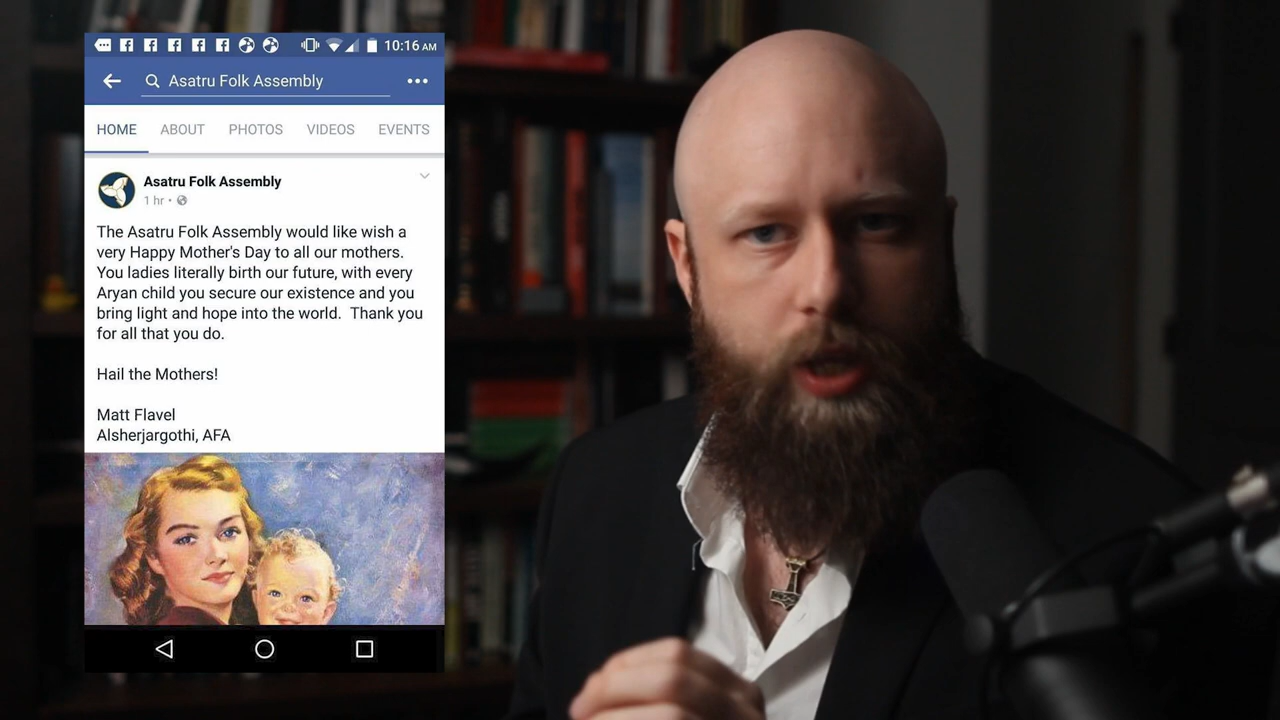 10:16 AM
Asatru Folk Assembly
HOME ABOUT PHOTOS VIDEOS EVENTS
Asatru Folk Assembly
1 hr •
The Asatru Folk Assembly would like wish a
very Happy Mother's Day to all our mothers.
You ladies literally birth our future, with every
Aryan child you secure our existence and you
bring light and hope into the world.  Thank you
for all that you do.
Hail the Mothers!
Matt Flavel
Alsherjargothi, AFA